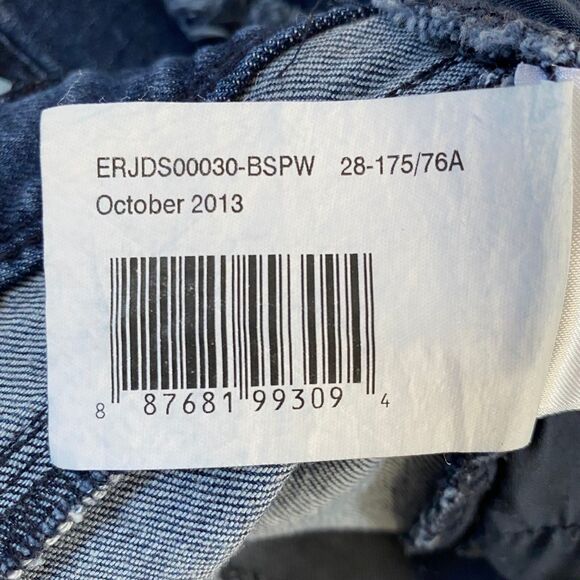 ERJDS00030-BSPW 28-175/76A
October 2013
8 87681 99309 4